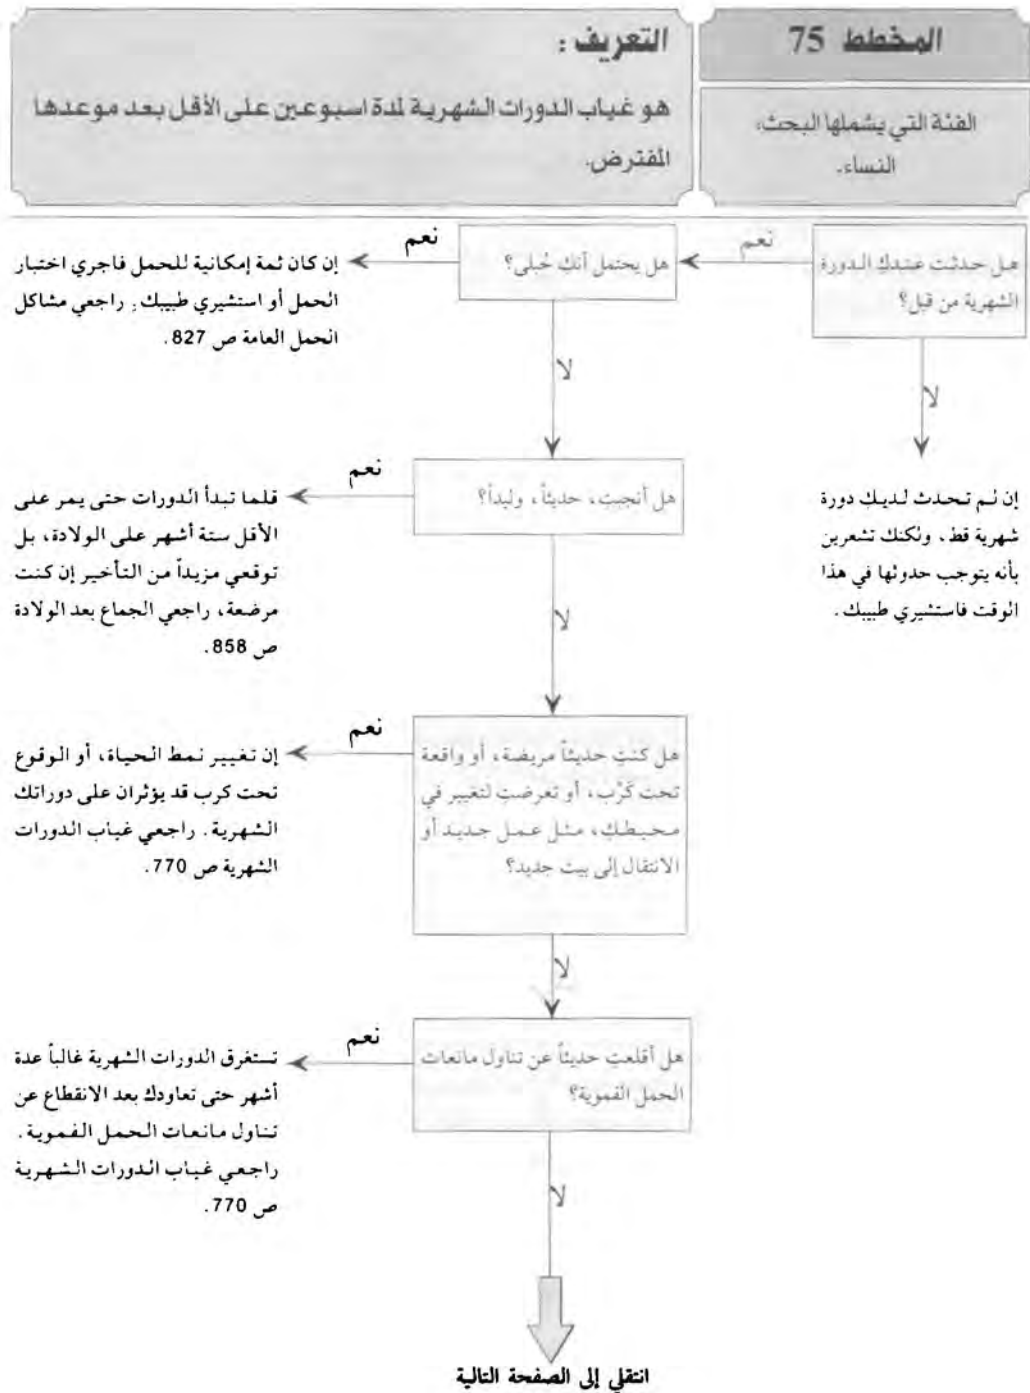 المخطط 75
الفئة التي يشملها البحث،
النساء.
التعريف :
هو غياب الدورات الشهرية لمدة اسبوعين على الأقل بعد موعدها
المفترض.
هل حدثت عندك الدورة
الشهرية من قبل؟
نعم
لا
إن لم تحدث لديك دورة
شهرية قط، ولكنك تشعرين
بأنه يتوجب حدوثها في هذا
الوقت فاستشيري طبيبك.
هل يحتمل أنكِ حُبلى؟
نعم
إن كان ثمة إمكانية للحمل فاجري اختبار
الحمل أو استشيري طبيبك. راجعي مشاكل
الحمل العامة ص 827.
لا
هل أنجبتِ، حديثاً، وليداً؟
نعم
قلما تبدأ الدورات حتى يمر على
الأقل ستة أشهر على الولادة، بل
توقعي مزيداً من التأخير إن كنت
مرضعة، راجعي الجماع بعد الولادة
ص 858.
لا
هل كنتِ حديثاً مريضة، أو واقعة
تحت كَرْب، أو تعرضتِ لتغيير في
محيطكِ، مثل عمل جديد أو
الانتقال إلى بيت جديد؟
نعم
إن تغيير نمط الحياة، أو الوقوع
تحت كرب قد يؤثران على دوراتك
الشهرية. راجعي غياب الدورات
الشهرية ص 770.
لا
هل أقلعتِ حديثاً عن تناول مانعات
الحمل الفموية؟
نعم
تستغرق الدورات الشهرية غالباً عدة
أشهر حتى تعاودك بعد الانقطاع عن
تناول مانعات الحمل الفموية.
راجعي غياب الدورات الشهرية
ص 770.
لا
انتقلي إلى الصفحة التالية